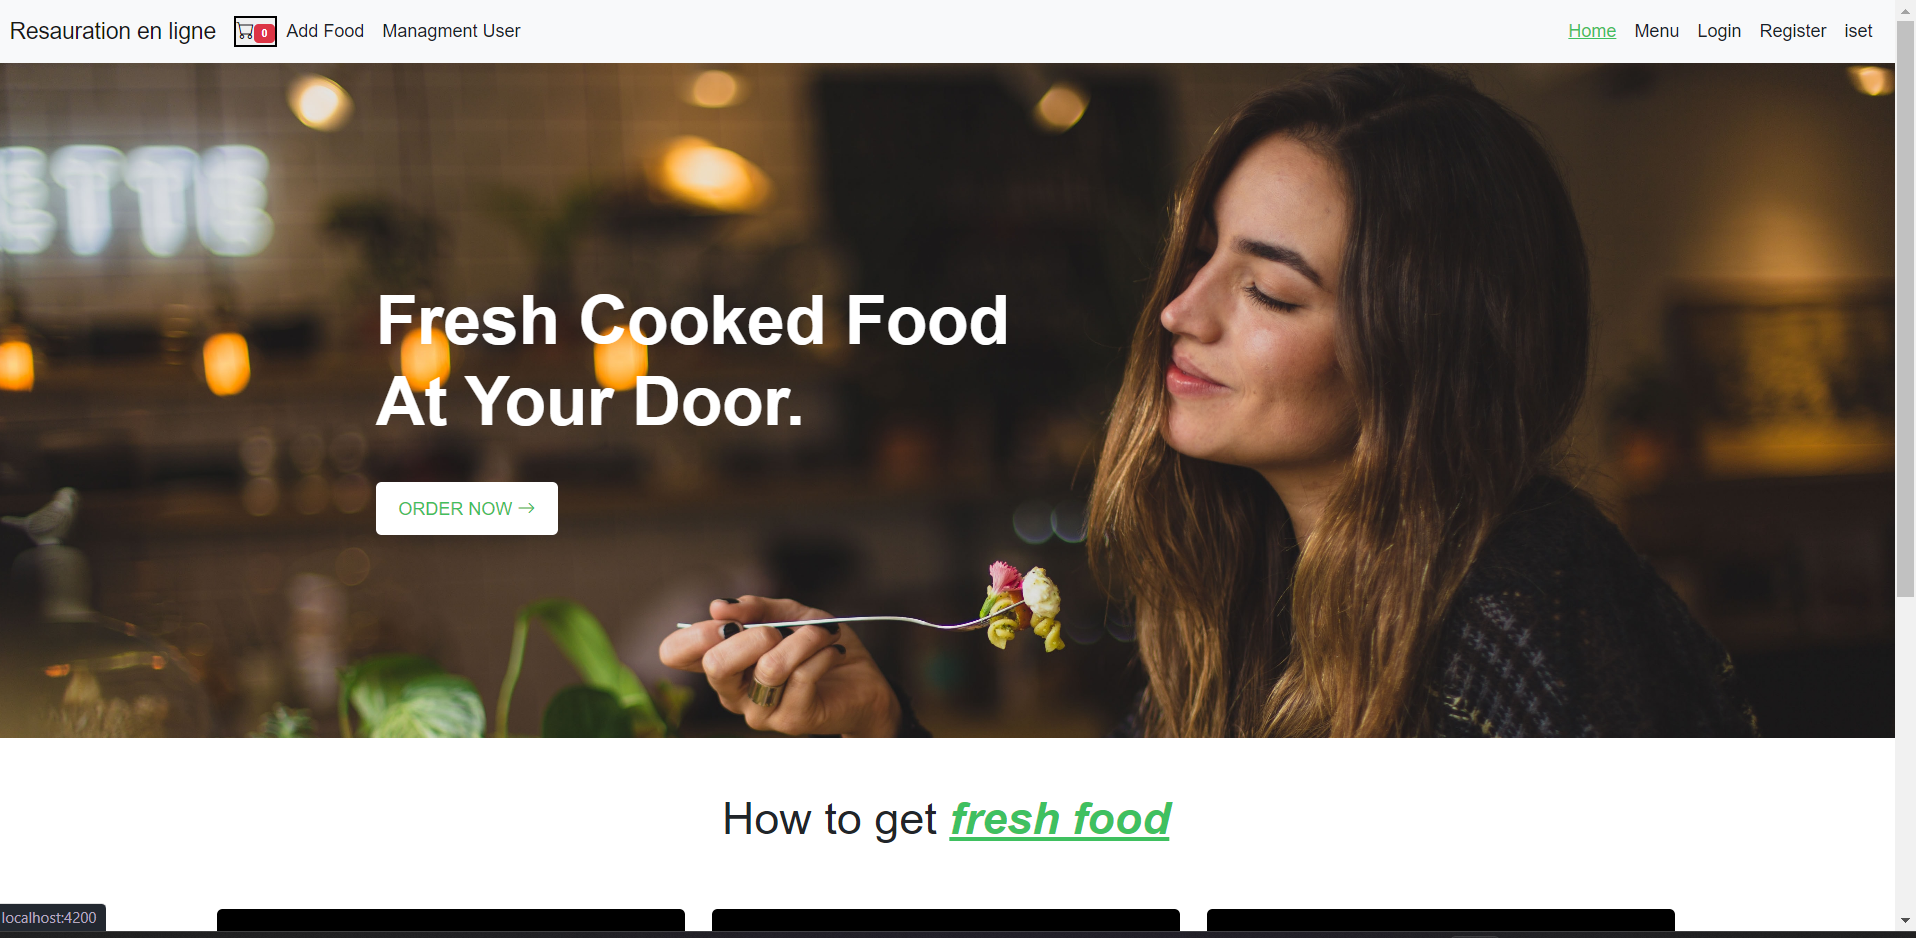 Resauration en ligne 0 Add Food Managment User Home Menu Login Register iset
ETTE
Fresh Cooked Food
At Your Door.
ORDER NOW →
How to get fresh food
localhost:4200